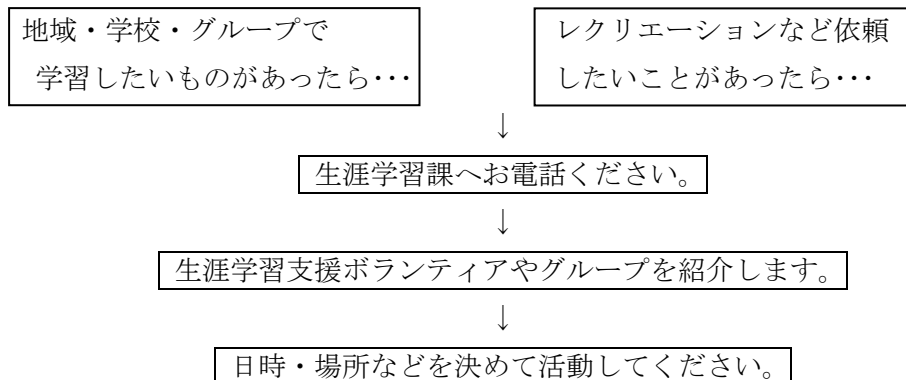 地域・学校・グループで
学習したいものがあったら・・・
レクリエーションなど依頼
したいことがあったら・・・
↓
生涯学習課へお電話ください。
↓
生涯学習支援ボランティアやグループを紹介します。
↓
日時・場所などを決めて活動してください。